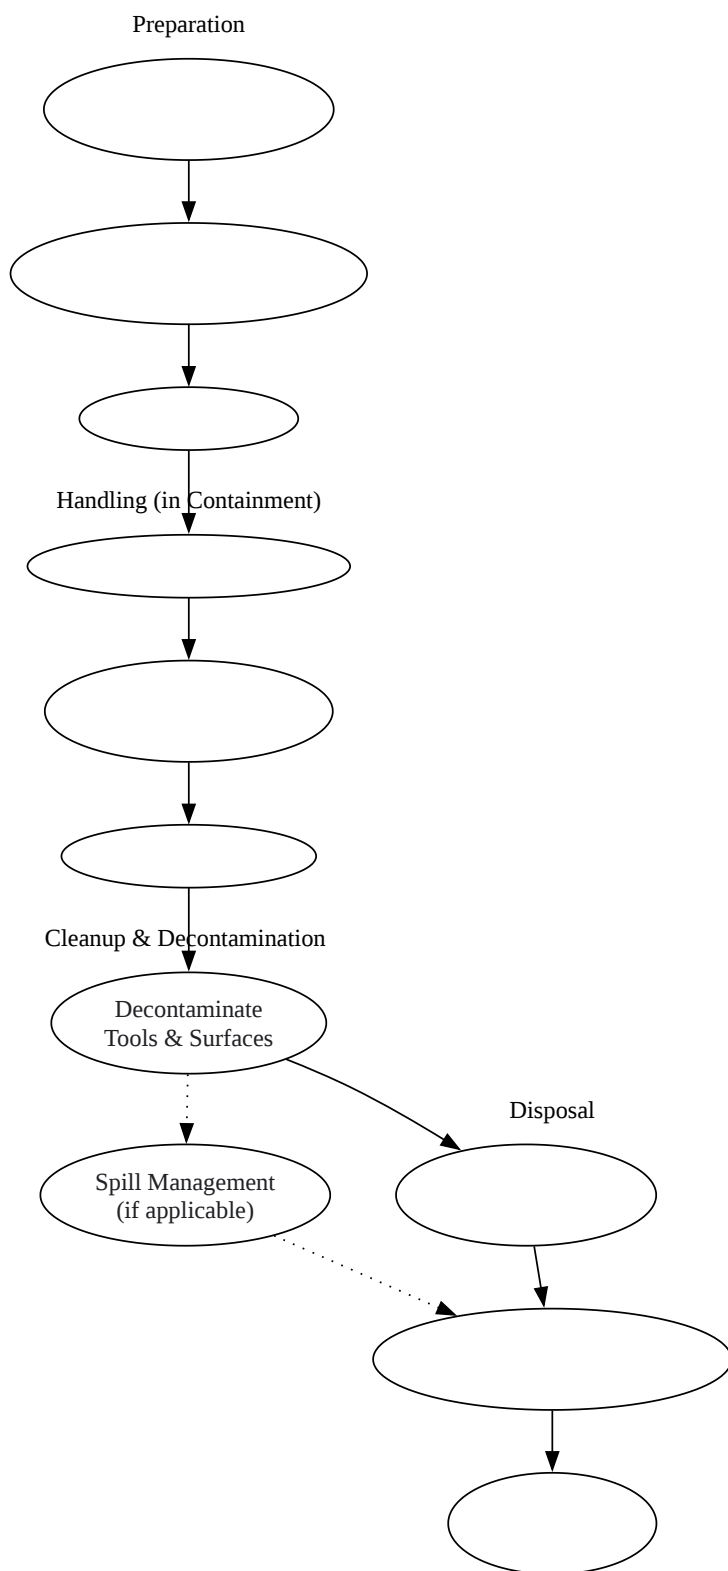 Preparation
Handling (in Containment)
Cleanup & Decontamination
Decontaminate
Tools & Surfaces
Disposal
Spill Management
(if applicable)